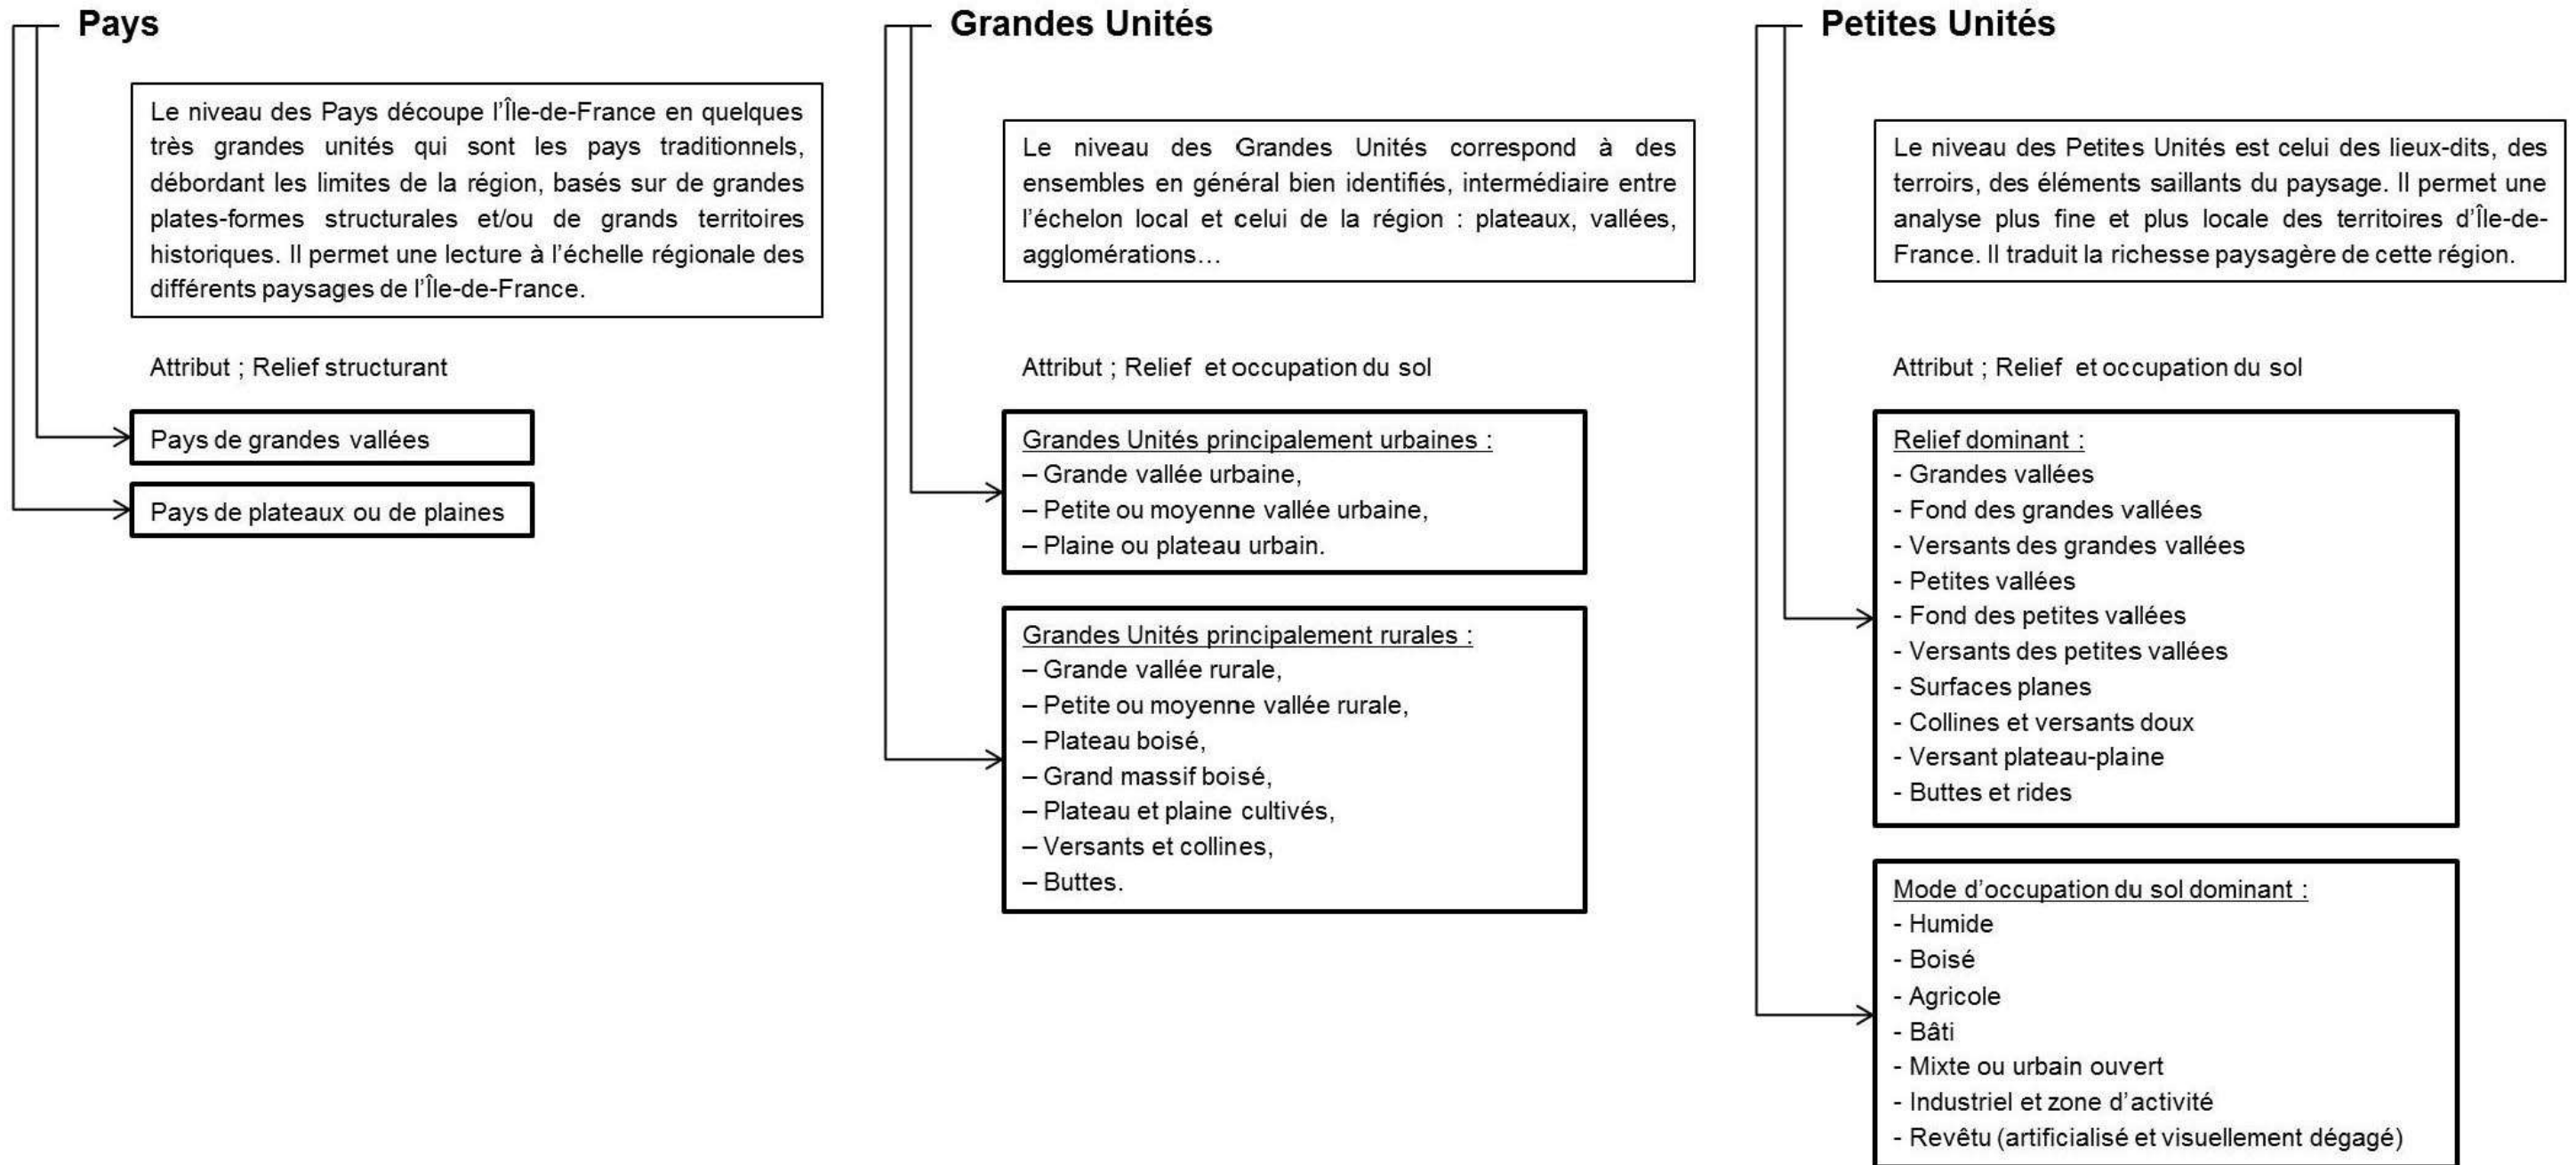 Pays
Le niveau des Pays découpe l’Île-de-France en quelques
très grandes unités qui sont les pays traditionnels,
débordant les limites de la région, basés sur de grandes
plates-formes structurales et/ou de grands territoires
historiques. Il permet une lecture à l’échelle régionale des
différents paysages de l’Île-de-France.
Attribut ; Relief structurant
Pays de grandes vallées
Pays de plateaux ou de plaines
Grandes Unités
Le niveau des Grandes Unités correspond à des
ensembles en général bien identifiés, intermédiaire entre
l’échelon local et celui de la région : plateaux, vallées,
agglomérations…
Attribut ; Relief et occupation du sol
Grandes Unités principalement urbaines :
– Grande vallée urbaine,
– Petite ou moyenne vallée urbaine,
– Plaine ou plateau urbain.
Grandes Unités principalement rurales :
– Grande vallée rurale,
– Petite ou moyenne vallée rurale,
– Plateau boisé,
– Grand massif boisé,
– Plateau et plaine cultivés,
– Versants et collines,
– Buttes.
Petites Unités
Le niveau des Petites Unités est celui des lieux-dits, des
terroirs, des éléments saillants du paysage. Il permet une
analyse plus fine et plus locale des territoires d’Île-de-
France. Il traduit la richesse paysagère de cette région.
Attribut ; Relief et occupation du sol
Relief dominant :
- Grandes vallées
- Fond des grandes vallées
- Versants des grandes vallées
- Petites vallées
- Fond des petites vallées
- Versants des petites vallées
- Surfaces planes
- Collines et versants doux
- Versant plateau-plaine
- Buttes et rides
Mode d’occupation du sol dominant :
- Humide
- Boisé
- Agricole
- Bâti
- Mixte ou urbain ouvert
- Industriel et zone d’activité
- Revêtu (artificialisé et visuellement dégagé)